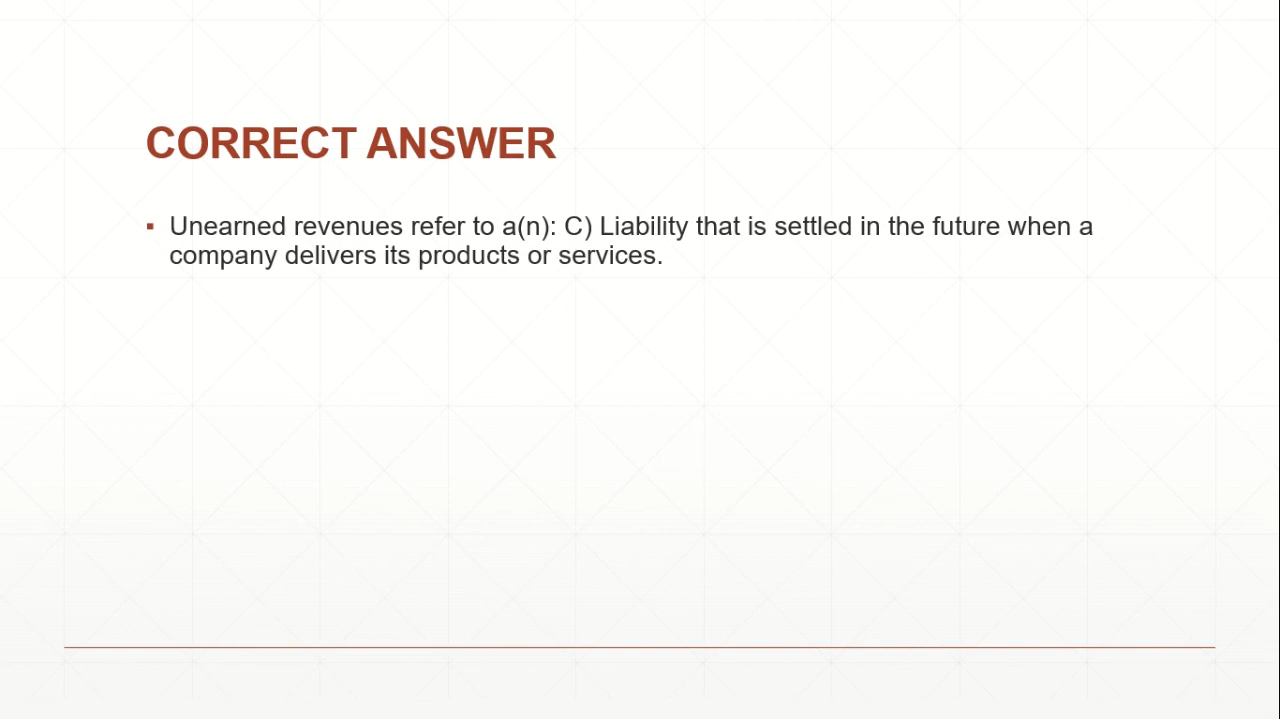 CORRECT ANSWER
▪ Unearned revenues refer to a(n): C) Liability that is settled in the future when a
company delivers its products or services.